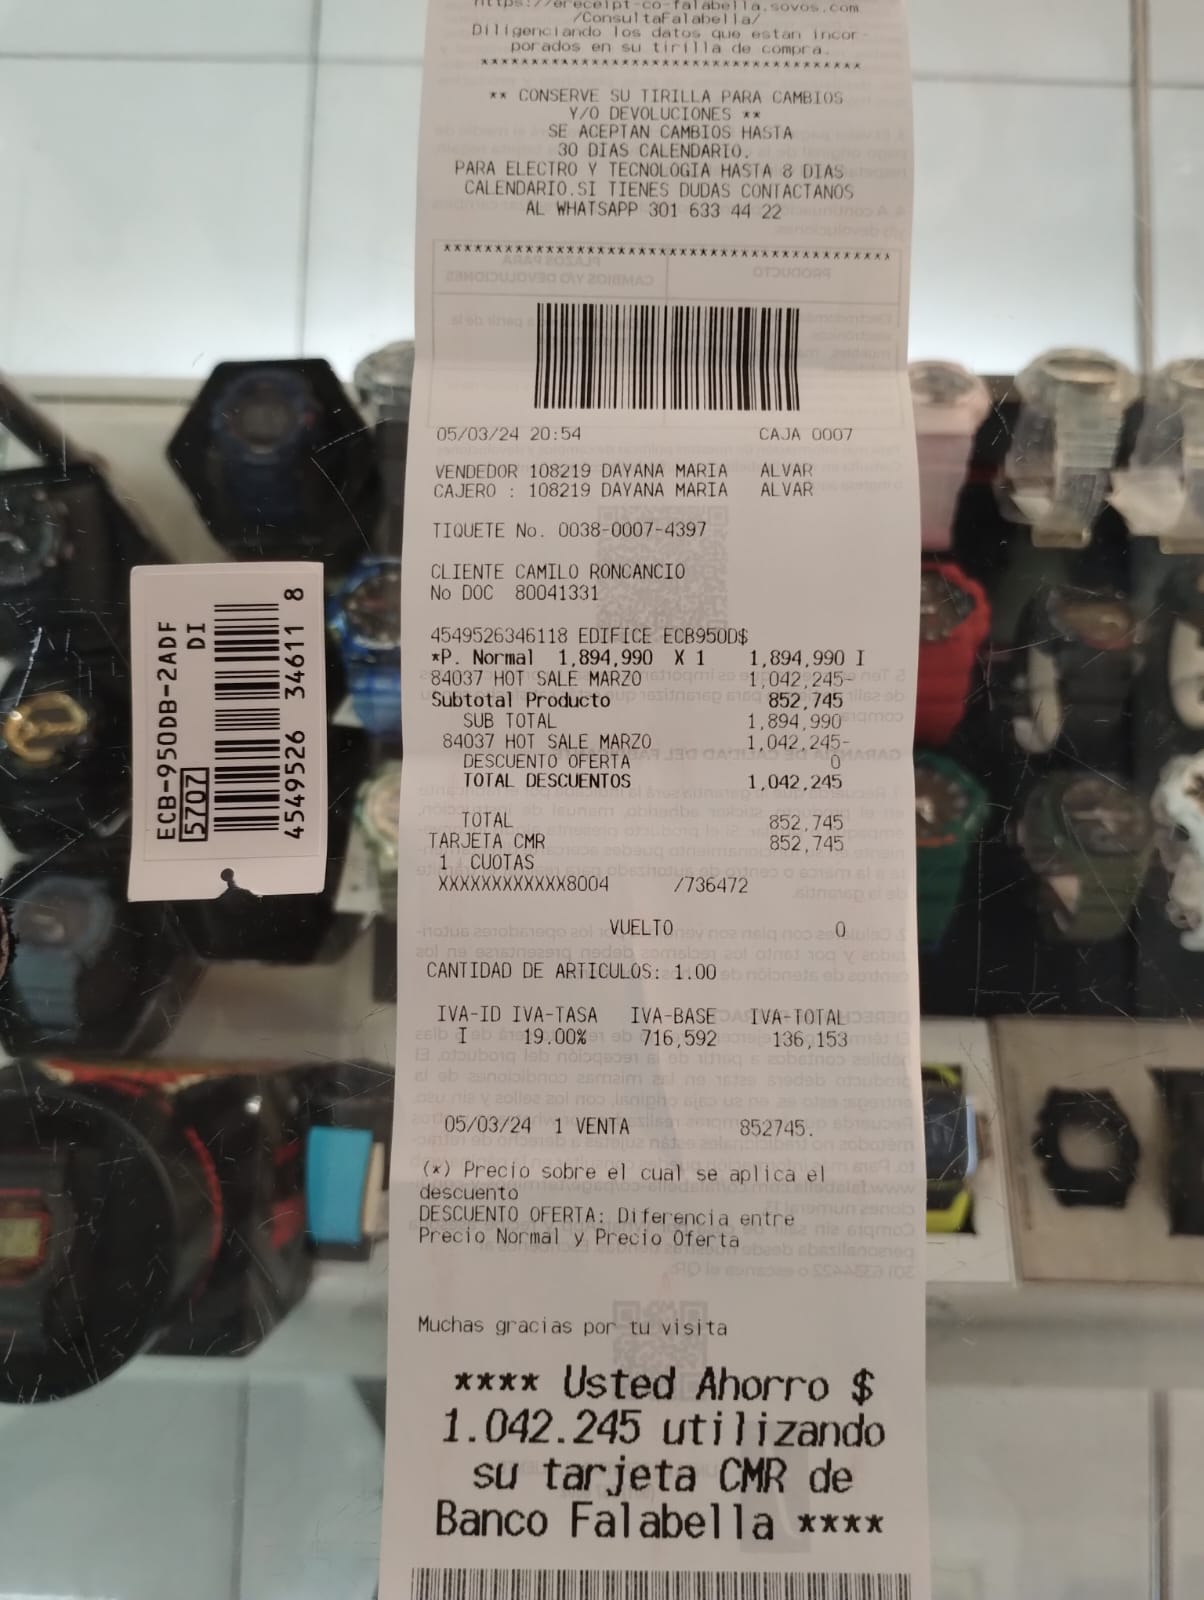 https://ereceipt-co-falabella.sovos.com
/ConsultaFalabella/
Diligenciando los datos que estan incor-
porados en su tirilla de compra.
****************************************
** CONSERVE SU TIRILLA PARA CAMBIOS
Y/O DEVOLUCIONES **
SE ACEPTAN CAMBIOS HASTA
30 DIAS CALENDARIO.
PARA ELECTRO Y TECNOLOGIA HASTA 8 DIAS
CALENDARIO.SI TIENES DUDAS CONTACTANOS
AL WHATSAPP 301 633 44 22
****************************************
05/03/24 20:54 CAJA 0007
VENDEDOR 108219 DAYANA MARIA ALVAR
CAJERO : 108219 DAYANA MARIA ALVAR
TIQUETE No. 0038-0007-4397
CLIENTE CAMILO RONCANCIO
No DOC 80041331
4549526346118 EDIFICE ECB950D$
*P. Normal 1,894,990 X 1 1,894,990 I
84037 HOT SALE MARZO 1,042,245-
Subtotal Producto 852,745
SUB TOTAL 1,894,990
84037 HOT SALE MARZO 1,042,245-
DESCUENTO OFERTA 0
TOTAL DESCUENTOS 1,042,245
TOTAL 852,745
TARJETA CMR 852,745
1 CUOTAS
XXXXXXXXXXXX8004 /736472
VUELTO 0
CANTIDAD DE ARTICULOS: 1.00
IVA-ID IVA-TASA IVA-BASE IVA-TOTAL
I 19.00% 716,592 136,153
05/03/24 1 VENTA 852745.
(*) Precio sobre el cual se aplica el
descuento
DESCUENTO OFERTA: Diferencia entre
Precio Normal y Precio Oferta
Muchas gracias por tu visita
**** Usted Ahorro $
1.042.245 utilizando
su tarjeta CMR de
Banco Falabella ****
ECB-950DB-2ADF
DI
5707
4549526 34611 8